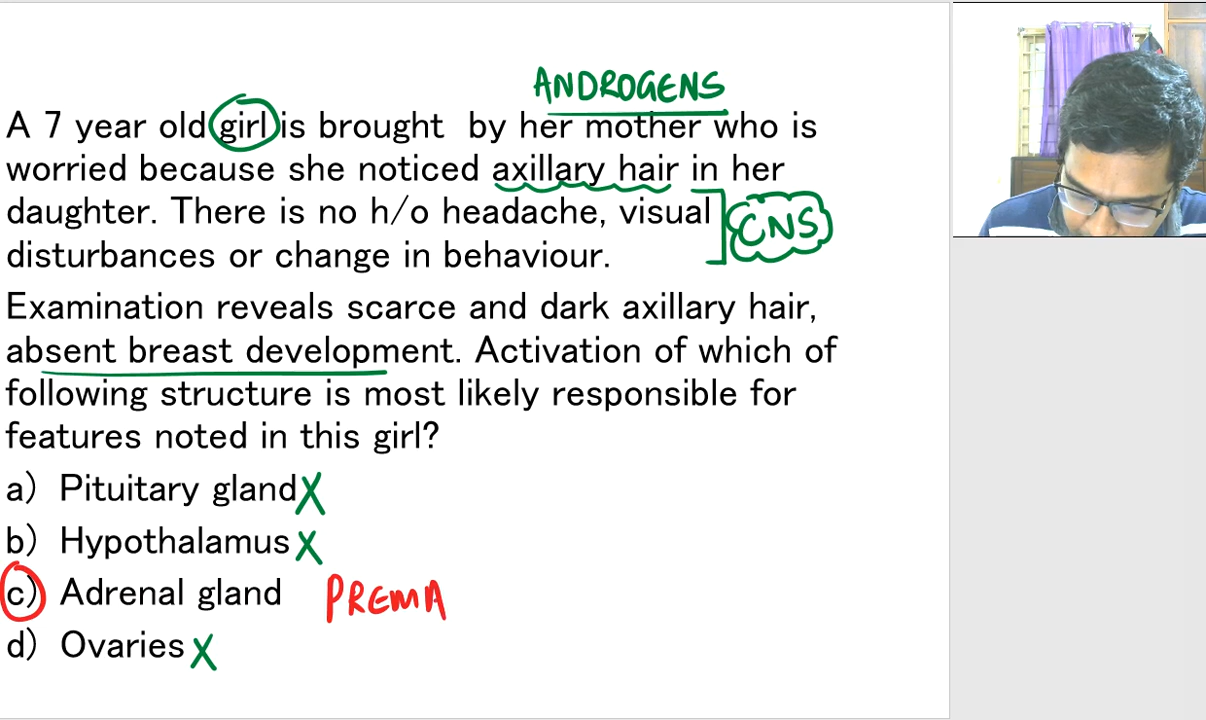 ANDROGENS
A 7 year old girl is brought by her mother who is
worried because she noticed axillary hair in her
daughter. There is no h/o headache, visual
disturbances or change in behaviour.
CNS
Examination reveals scarce and dark axillary hair,
absent breast development. Activation of which of
following structure is most likely responsible for
features noted in this girl?
a) Pituitary gland X
b) Hypothalamus X
c) Adrenal gland PREMA
d) Ovaries X